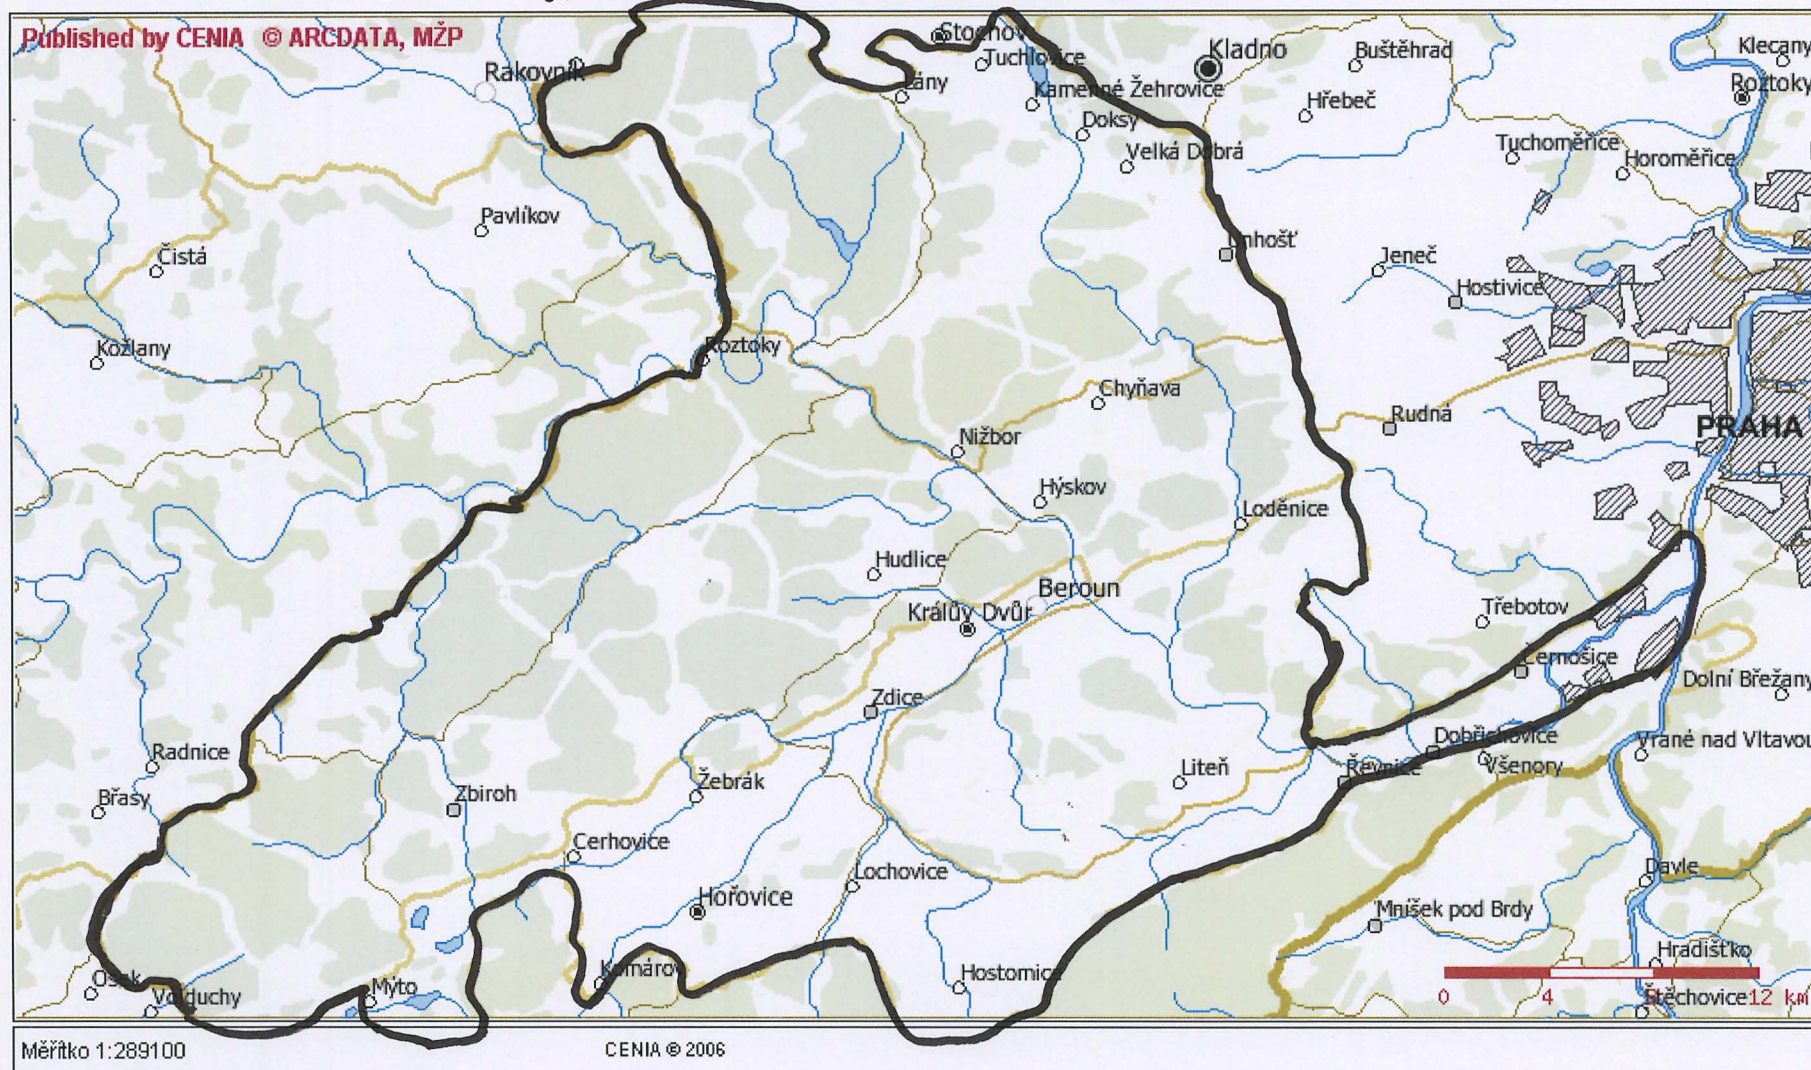 Published by CENIA © ARCDATA, MŽP
Stochov
Klecany
Kladno
Buštěhrad
Tuchlovice
Rakovník
Roztoky
Lány
Kamenné Žehrovice
Hřebeč
Doksy
Tuchoměřice
Velká Dobrá
Horoměřice
Pavlíkov
Unhošť
Čistá
Jeneč
Hostivice
Kožlany
Roztoky
Chyňava
Rudná
PRAHA
Nižbor
Hýskov
Loděnice
Hudlice
Beroun
Králův Dvůr
Třebotov
Černošice
Dolní Břežany
Zdice
Dobřichovice
Vrané nad Vltavou
Radnice
Všenory
Liteň
Řevnice
Žebrák
Břasy
Zbiroh
Cerhovice
Davle
Lochovice
Hořovice
Mníšek pod Brdy
Hradišťko
Komárov
Hostomice
Osek
Mýto
Volduchy
0 4 12 km
Štěchovice
Měřítko 1:289100
CENIA © 2006